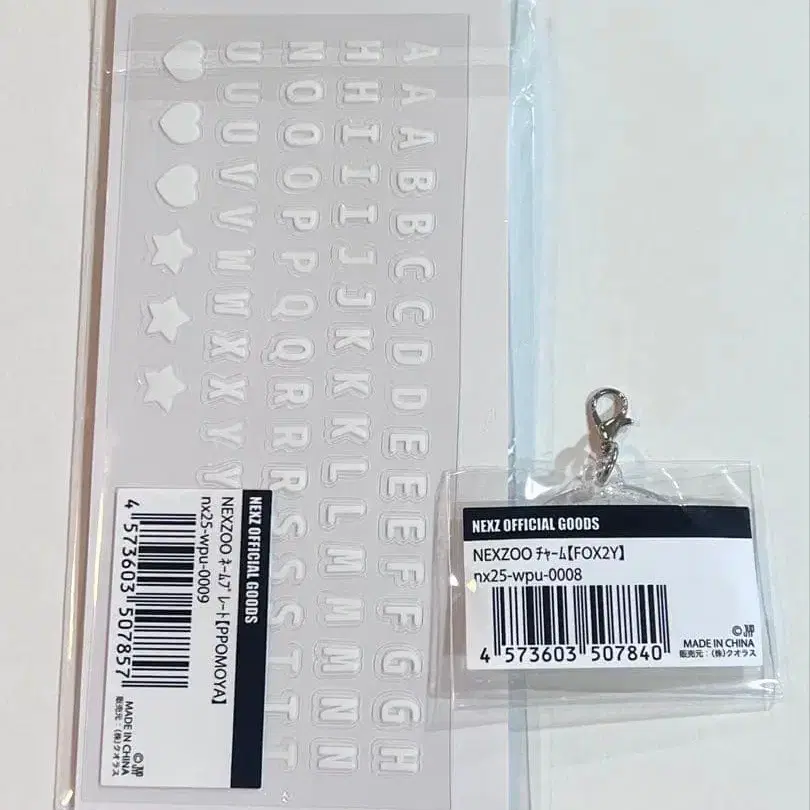 A A A B B C C D D E E E F F G G H
H H I I I J J K K L L L M M M N N
N O O O P P Q Q R R R S S S T T T
U U U V V W W X X Y Y
NEXZ OFFICIAL GOODS
NEXZOO ﾈｰﾑﾌﾟﾚｰﾄ【PPOMOYA】
nx25-wpu-0009
4 573603 507857
© JYP
MADE IN CHINA
販売元：(株)クオラス
NEXZ OFFICIAL GOODS
NEXZOO ﾁｬｰﾑ【FOX2Y】
nx25-wpu-0008
4 573603 507840
© JYP
MADE IN CHINA
販売元：(株)クオラス